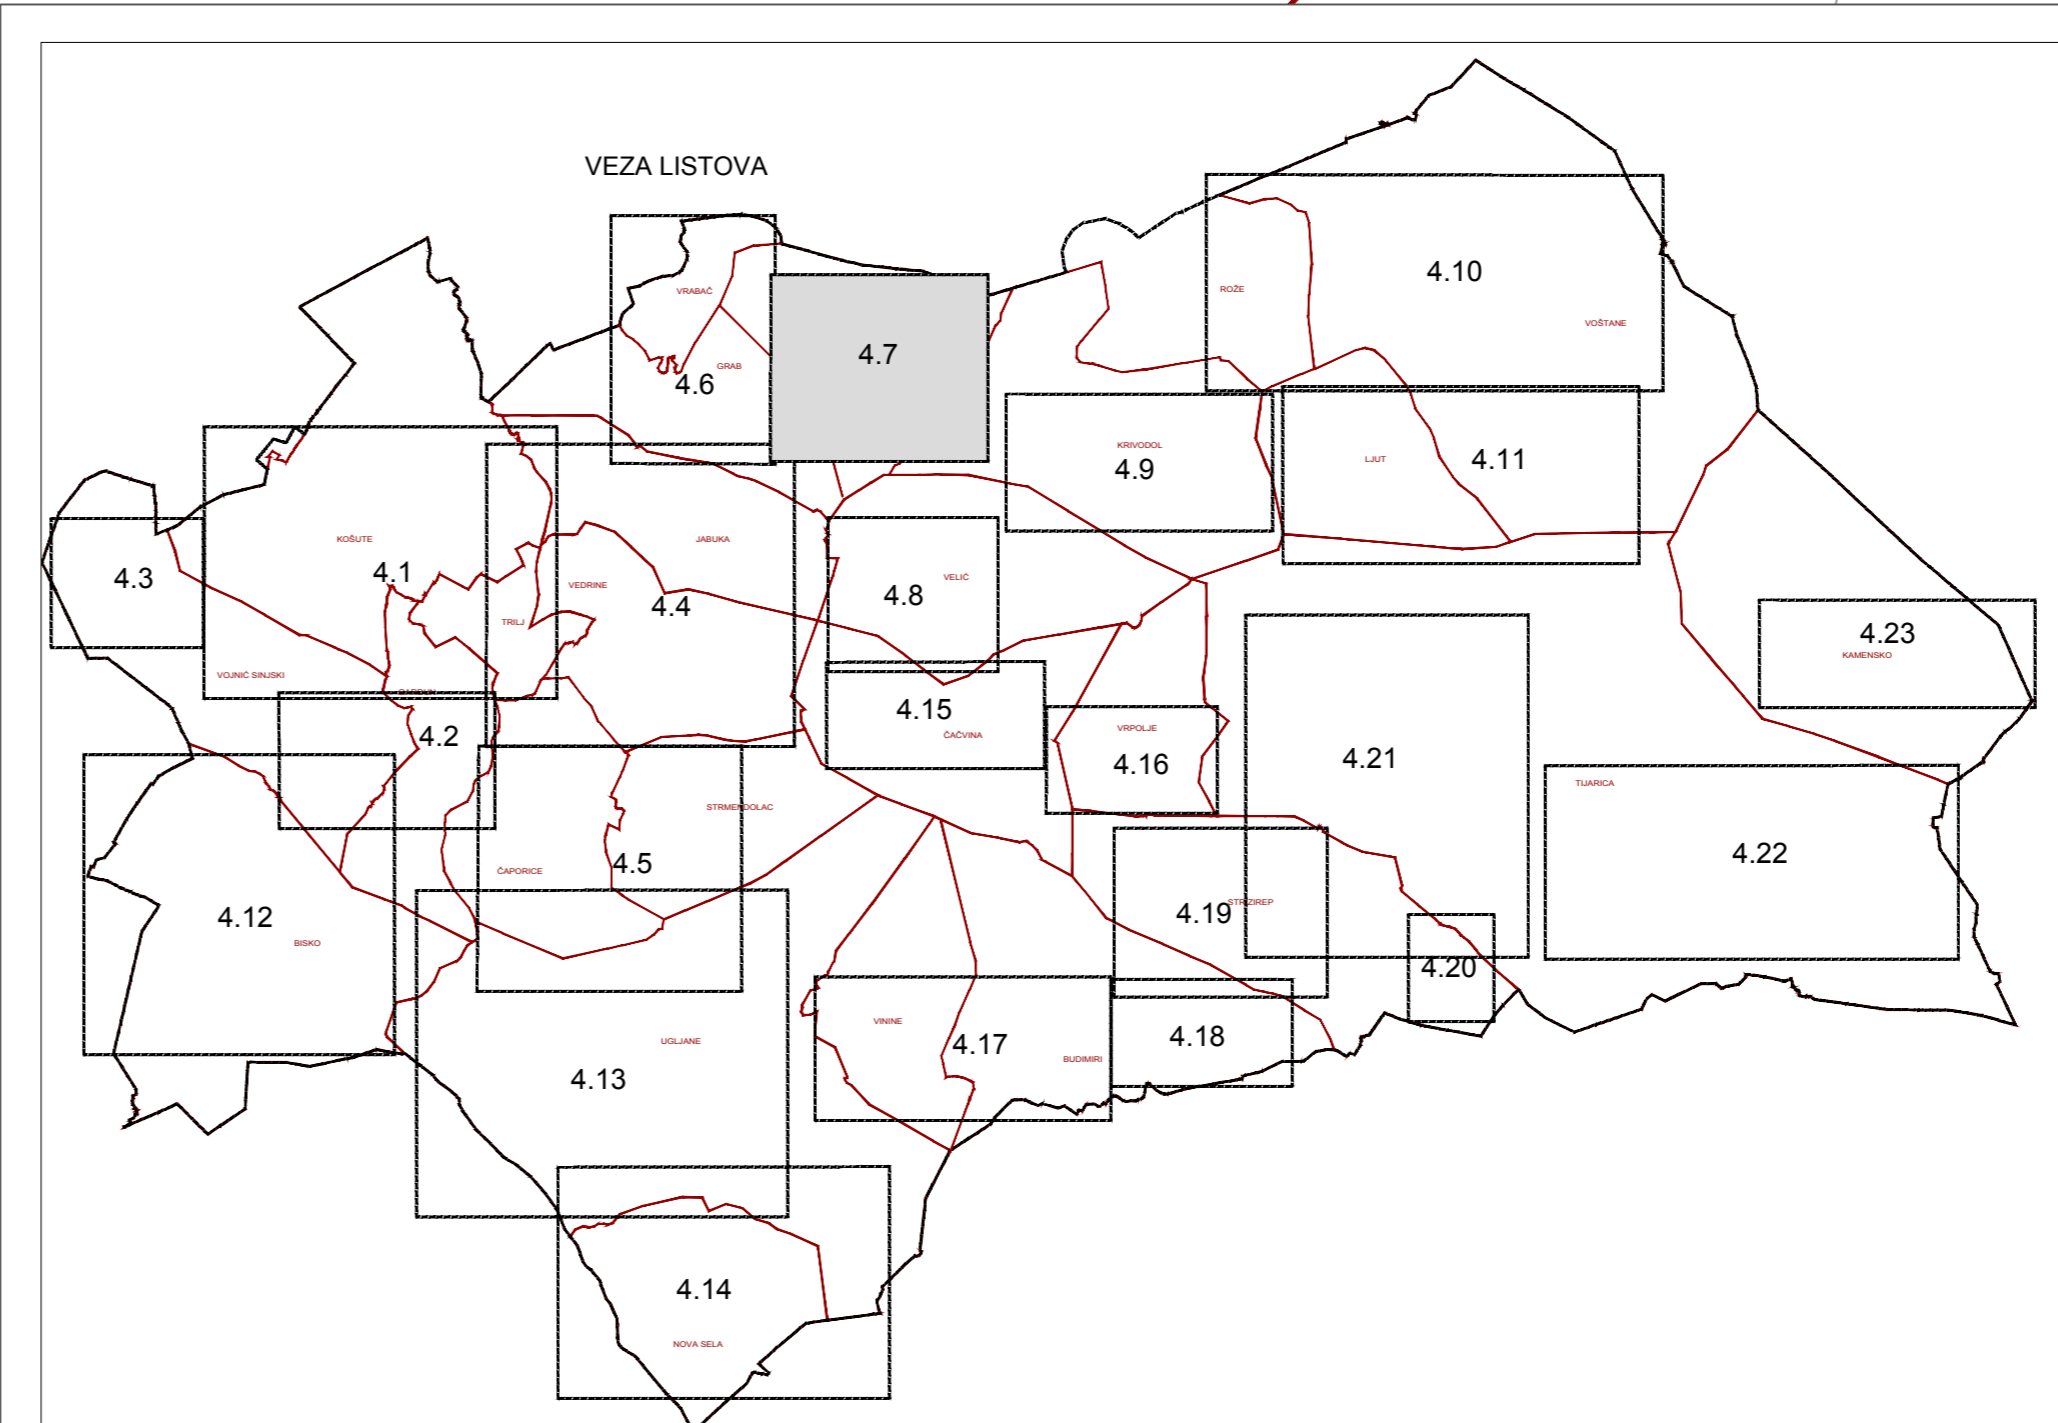 VEZA LISTOVA
4.10
ROŽE
VRABAČ
VOŠTANE
4.7
GRAB
4.6
KRIVODOL
4.9
LJUT
4.11
KOŠUTE
JABUKA
4.3
4.1
VEDRINE
4.4
VELIĆ
4.8
TRILJ
4.23
KAMENSKO
VOJNIĆ SINJSKI
GARDUN
4.15
ČAČVINA
4.2
VRPOLJE
4.16
4.21
TIJARICA
STRMENDOLAC
4.22
ČAPORICE
4.5
4.12
BISKO
4.19
STRIZIREP
4.20
VININE
4.17
BUDIMIRI
4.18
UGLJANE
4.13
4.14
NOVA SELA